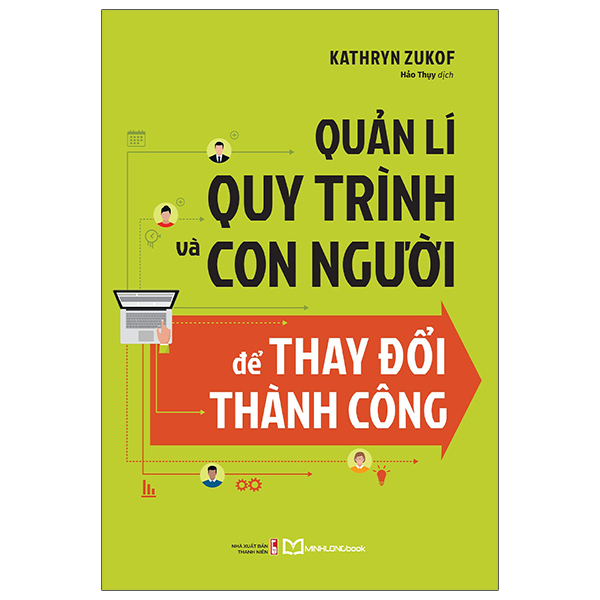 KATHRYN ZUKOF
Hảo Thụy dịch
QUẢN LÍ
QUY TRÌNH
và CON NGƯỜI
để THAY ĐỔI
THÀNH CÔNG
NHÀ XUẤT BẢN
THANH NIÊN
MINHLONGbook